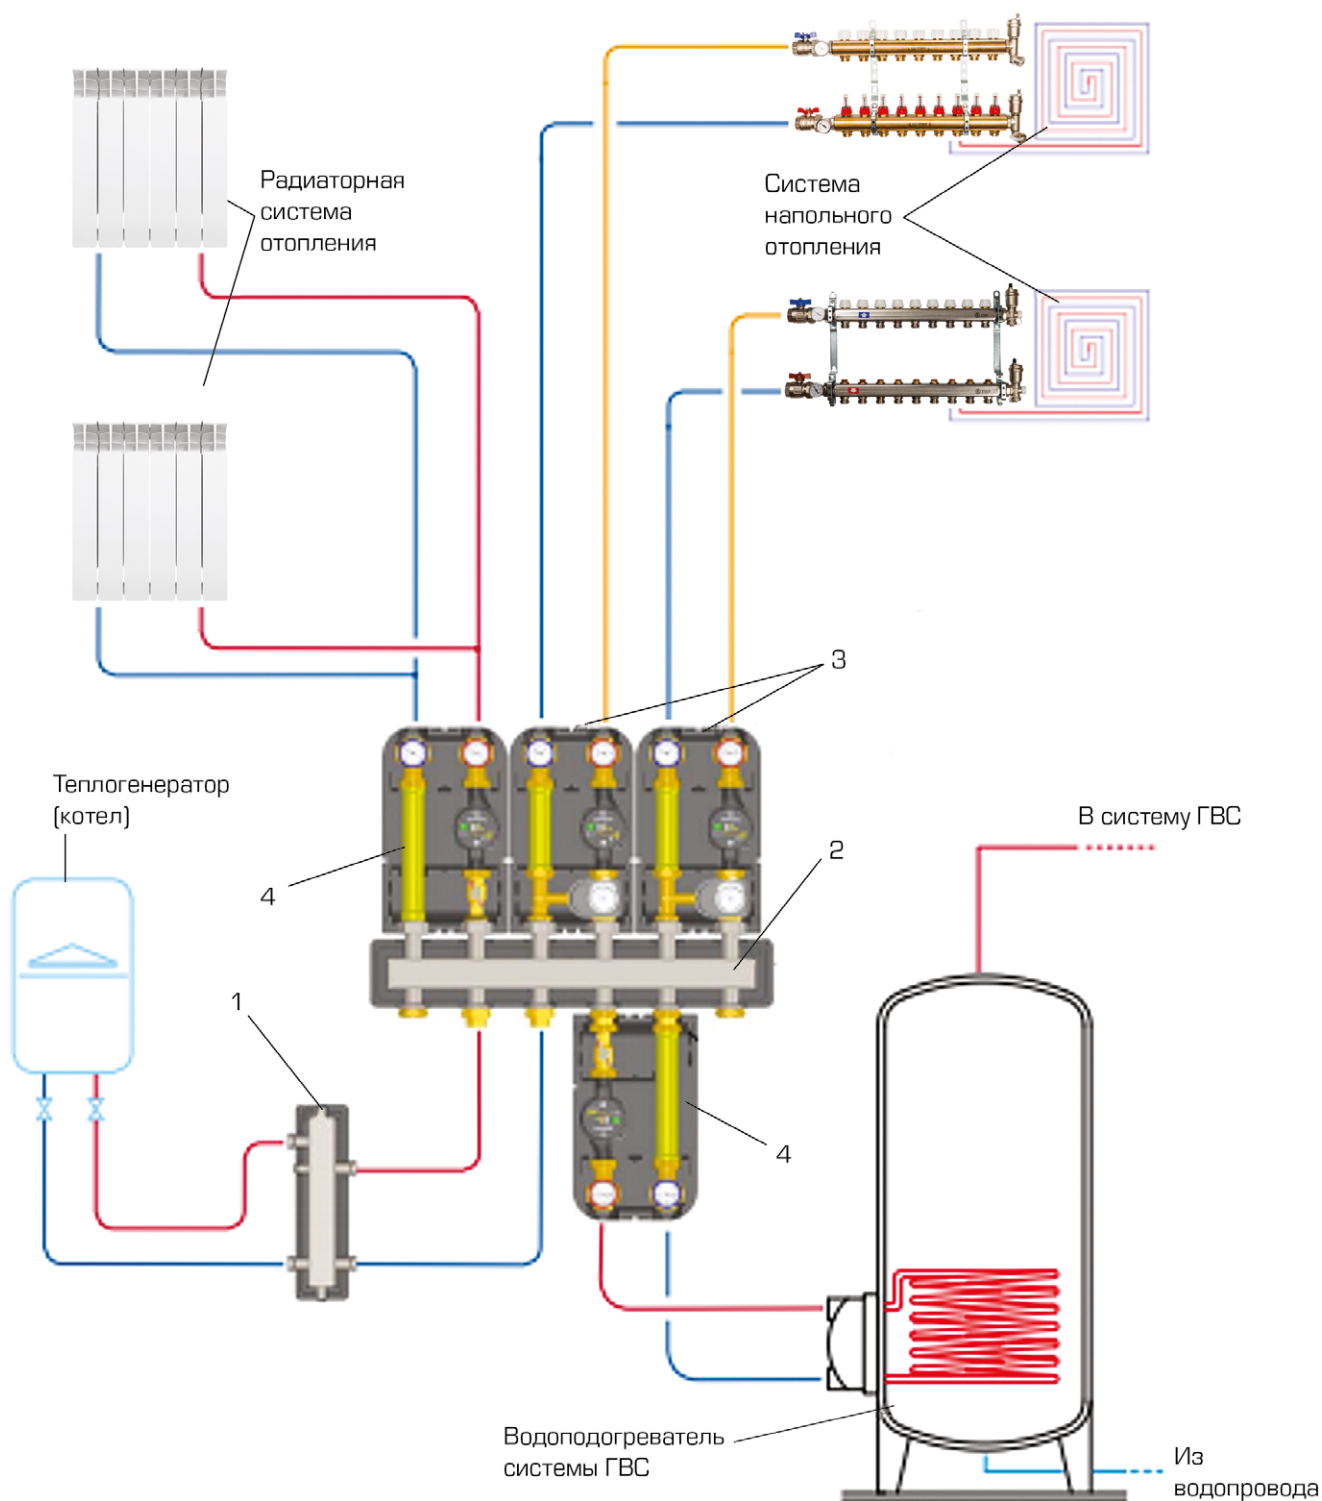 Радиаторная
система
отопления
Система
напольного
отопления
3
Теплогенератор
(котел)
В систему ГВС
2
4
1
4
Водоподогреватель
системы ГВС
Из
водопровода